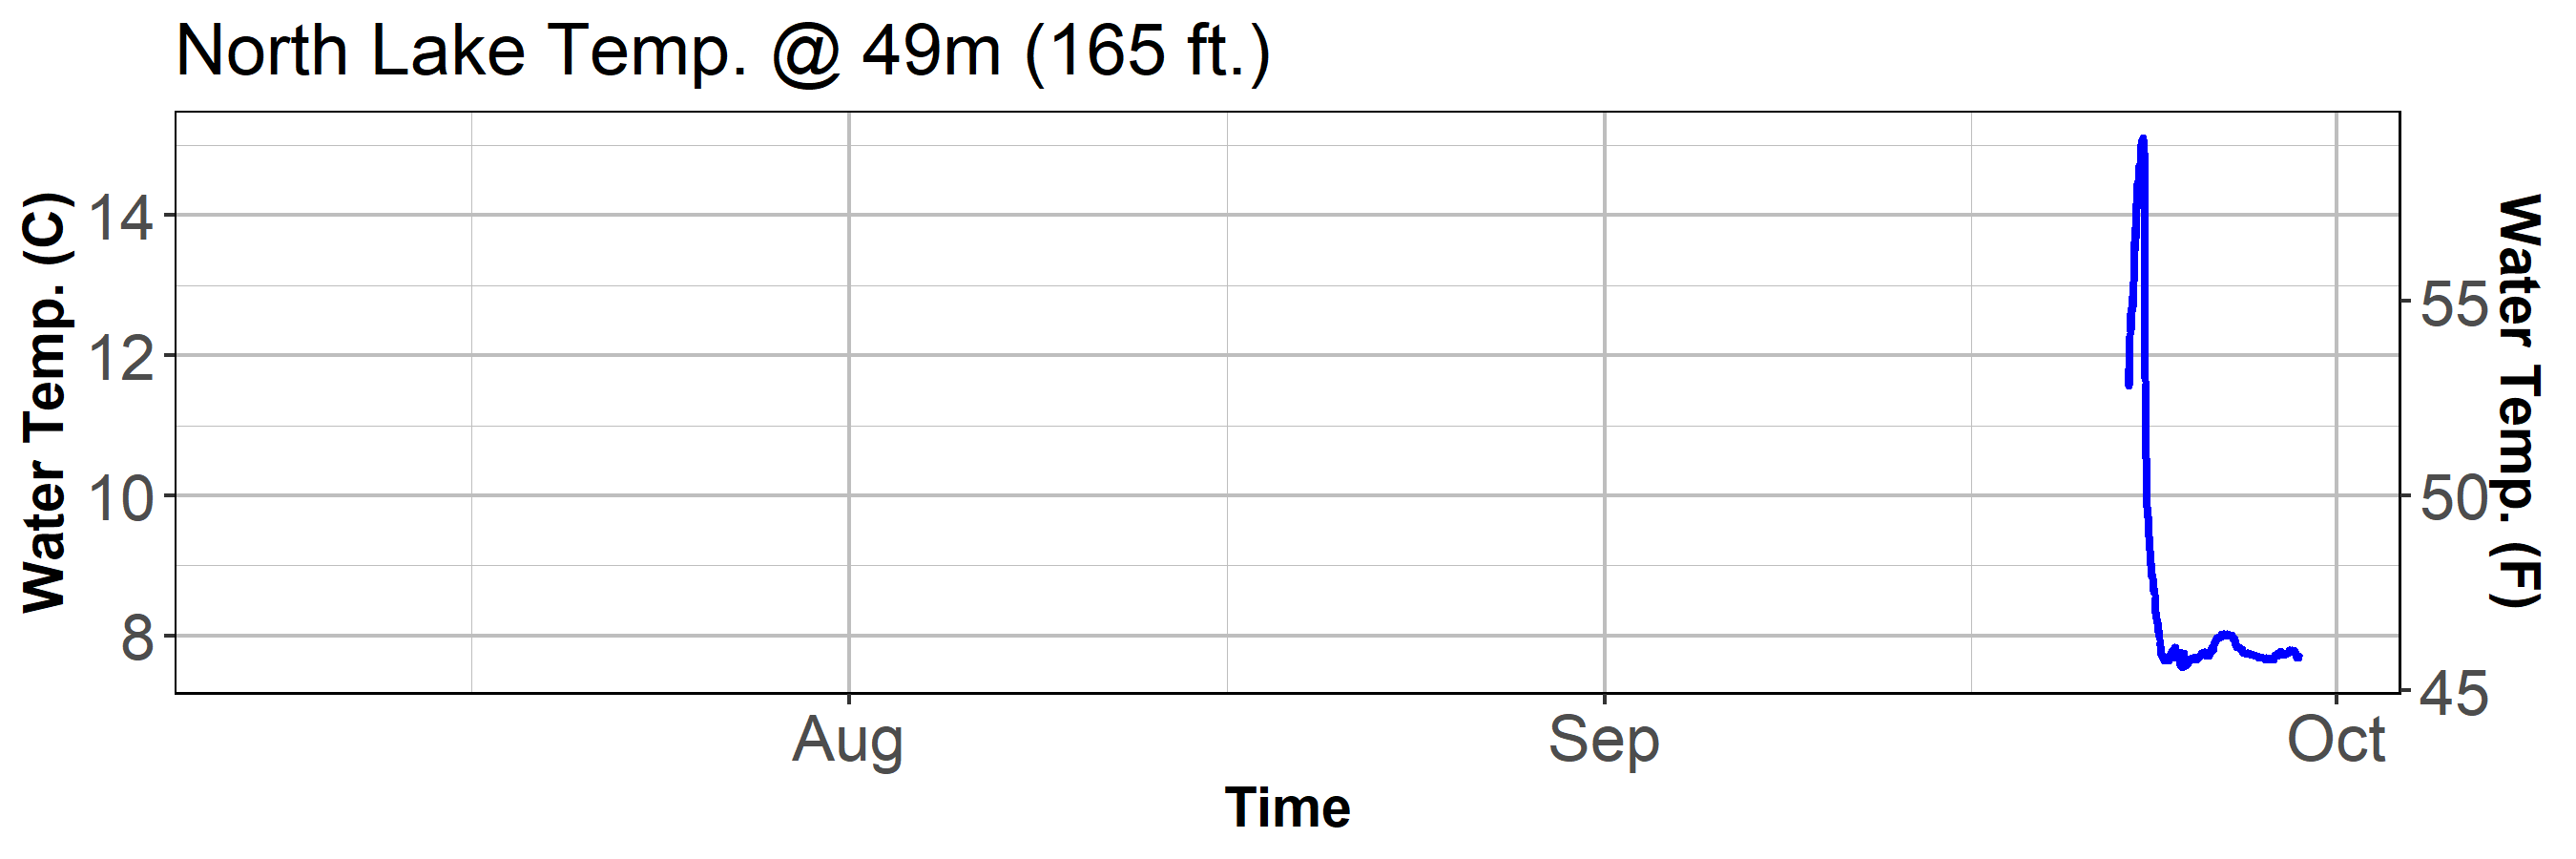 North Lake Temp. @ 49m (165 ft.)
Water Temp. (C)
14
12
10
8
55
50
45
Water Temp. (F)
Aug
Sep
Oct
Time